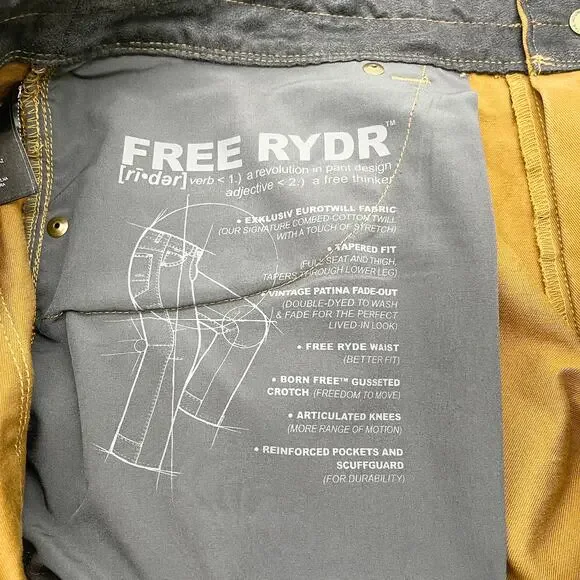 FREE RYDR™
[rī•dər] verb < 1.) a revolution in pant design
adjective < 2.) a free thinker
• EXKLUSIV EUROTWILL FABRIC
(OUR SIGNATURE COMBED-COTTON TWILL
WITH A TOUCH OF STRETCH)
• TAPERED FIT
(FULL SEAT AND THIGH,
TAPERS THROUGH LOWER LEG)
• VINTAGE PATINA FADE-OUT
(DOUBLE-DYED TO WASH
& FADE FOR THE PERFECT
LIVED-IN LOOK)
• FREE RYDE WAIST
(BETTER FIT)
• BORN FREE™ GUSSETED
CROTCH (FREEDOM TO MOVE)
• ARTICULATED KNEES
(MORE RANGE OF MOTION)
• REINFORCED POCKETS AND
SCUFFGUARD
(FOR DURABILITY)